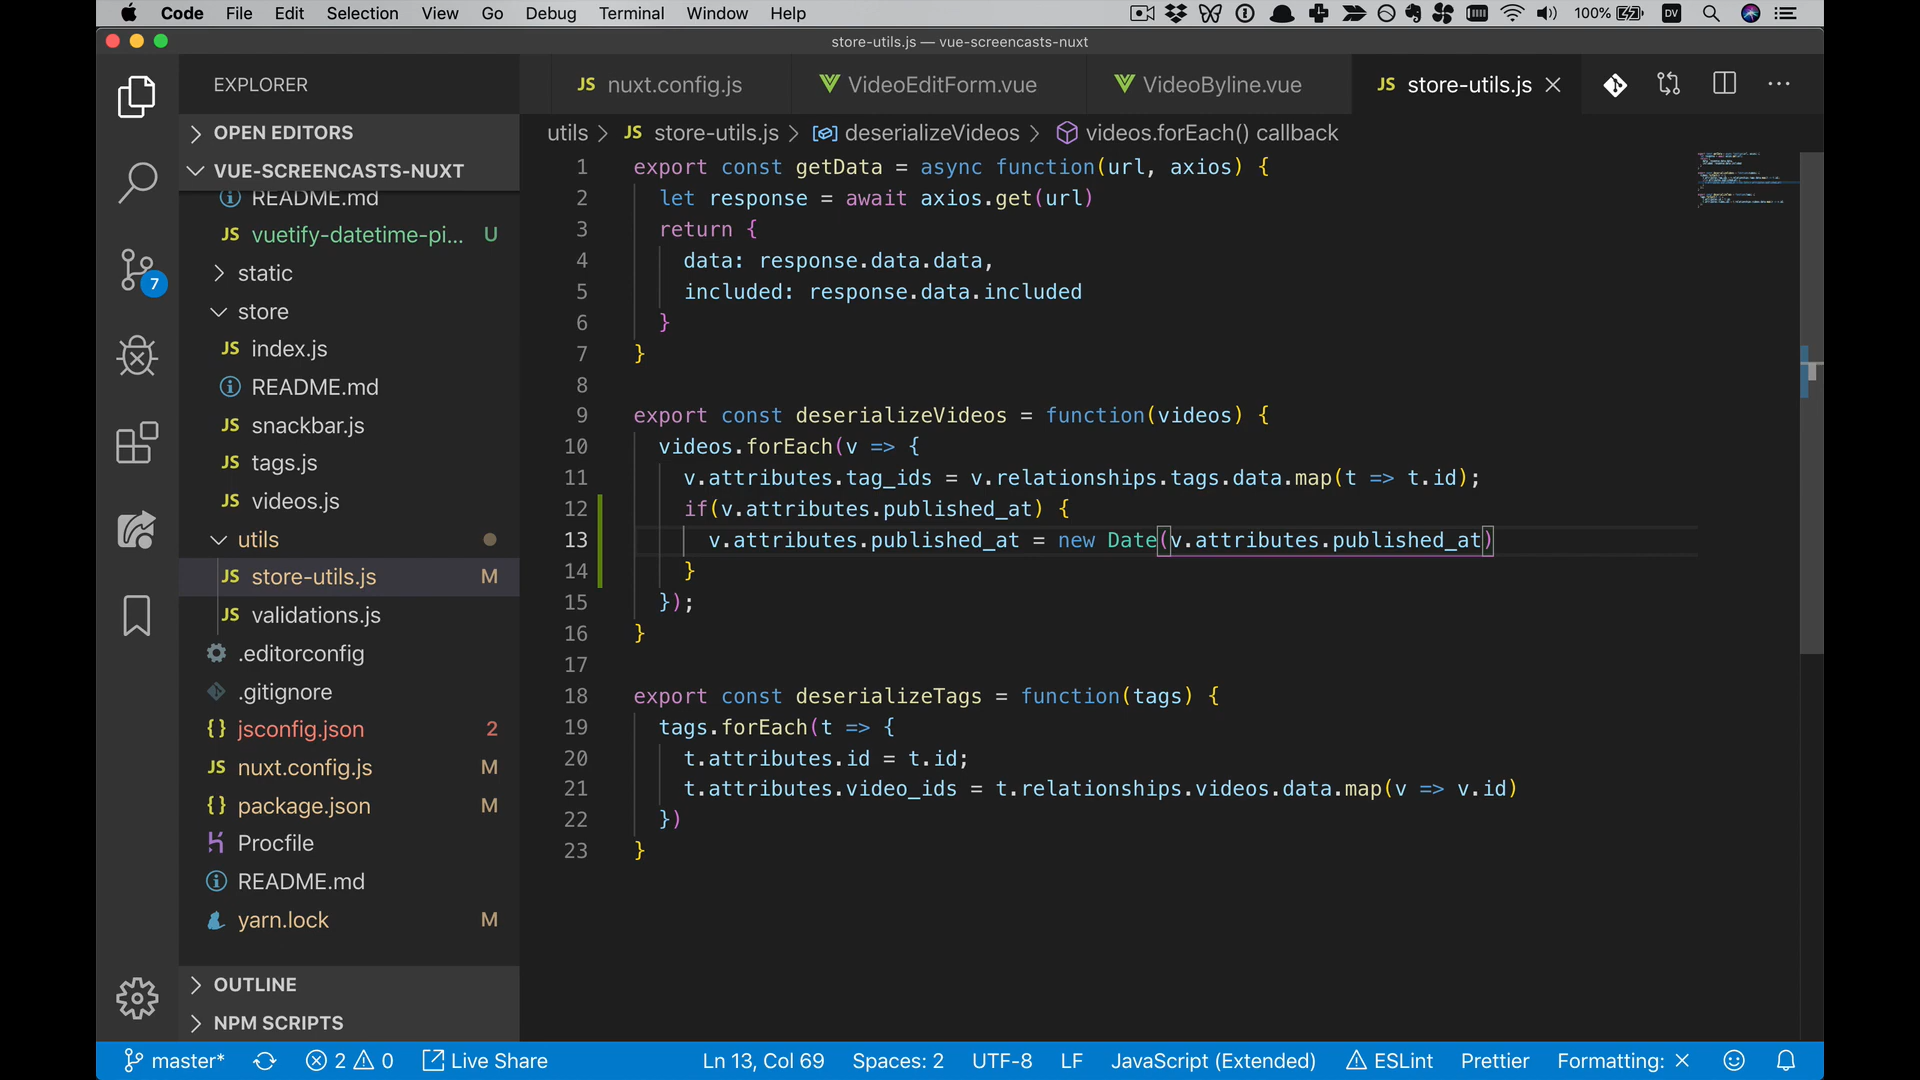 Code File Edit Selection View Go Debug Terminal Window Help 100% DV
store-utils.js — vue-screencasts-nuxt
EXPLORER
OPEN EDITORS
VUE-SCREENCASTS-NUXT
README.md
JS vuetify-datetime-pi... U
static
store
JS index.js
README.md
JS snackbar.js
JS tags.js
JS videos.js
utils
JS store-utils.js M
JS validations.js
.editorconfig
.gitignore
{} jsconfig.json 2
JS nuxt.config.js M
{} package.json M
Procfile
README.md
yarn.lock M
OUTLINE
NPM SCRIPTS
7
JS nuxt.config.js VideoEditForm.vue VideoByline.vue JS store-utils.js
utils > JS store-utils.js > deserializeVideos > videos.forEach() callback
1 export const getData = async function(url, axios) {
2 let response = await axios.get(url)
3 return {
4 data: response.data.data,
5 included: response.data.included
6 }
7 }
8
9 export const deserializeVideos = function(videos) {
10 videos.forEach(v => {
11 v.attributes.tag_ids = v.relationships.tags.data.map(t => t.id);
12 if(v.attributes.published_at) {
13 v.attributes.published_at = new Date(v.attributes.published_at)
14 }
15 });
16 }
17
18 export const deserializeTags = function(tags) {
19 tags.forEach(t => {
20 t.attributes.id = t.id;
21 t.attributes.video_ids = t.relationships.videos.data.map(v => v.id)
22 })
23 }
master* 2 0 Live Share Ln 13, Col 69 Spaces: 2 UTF-8 LF JavaScript (Extended) ESLint Prettier Formatting: ×